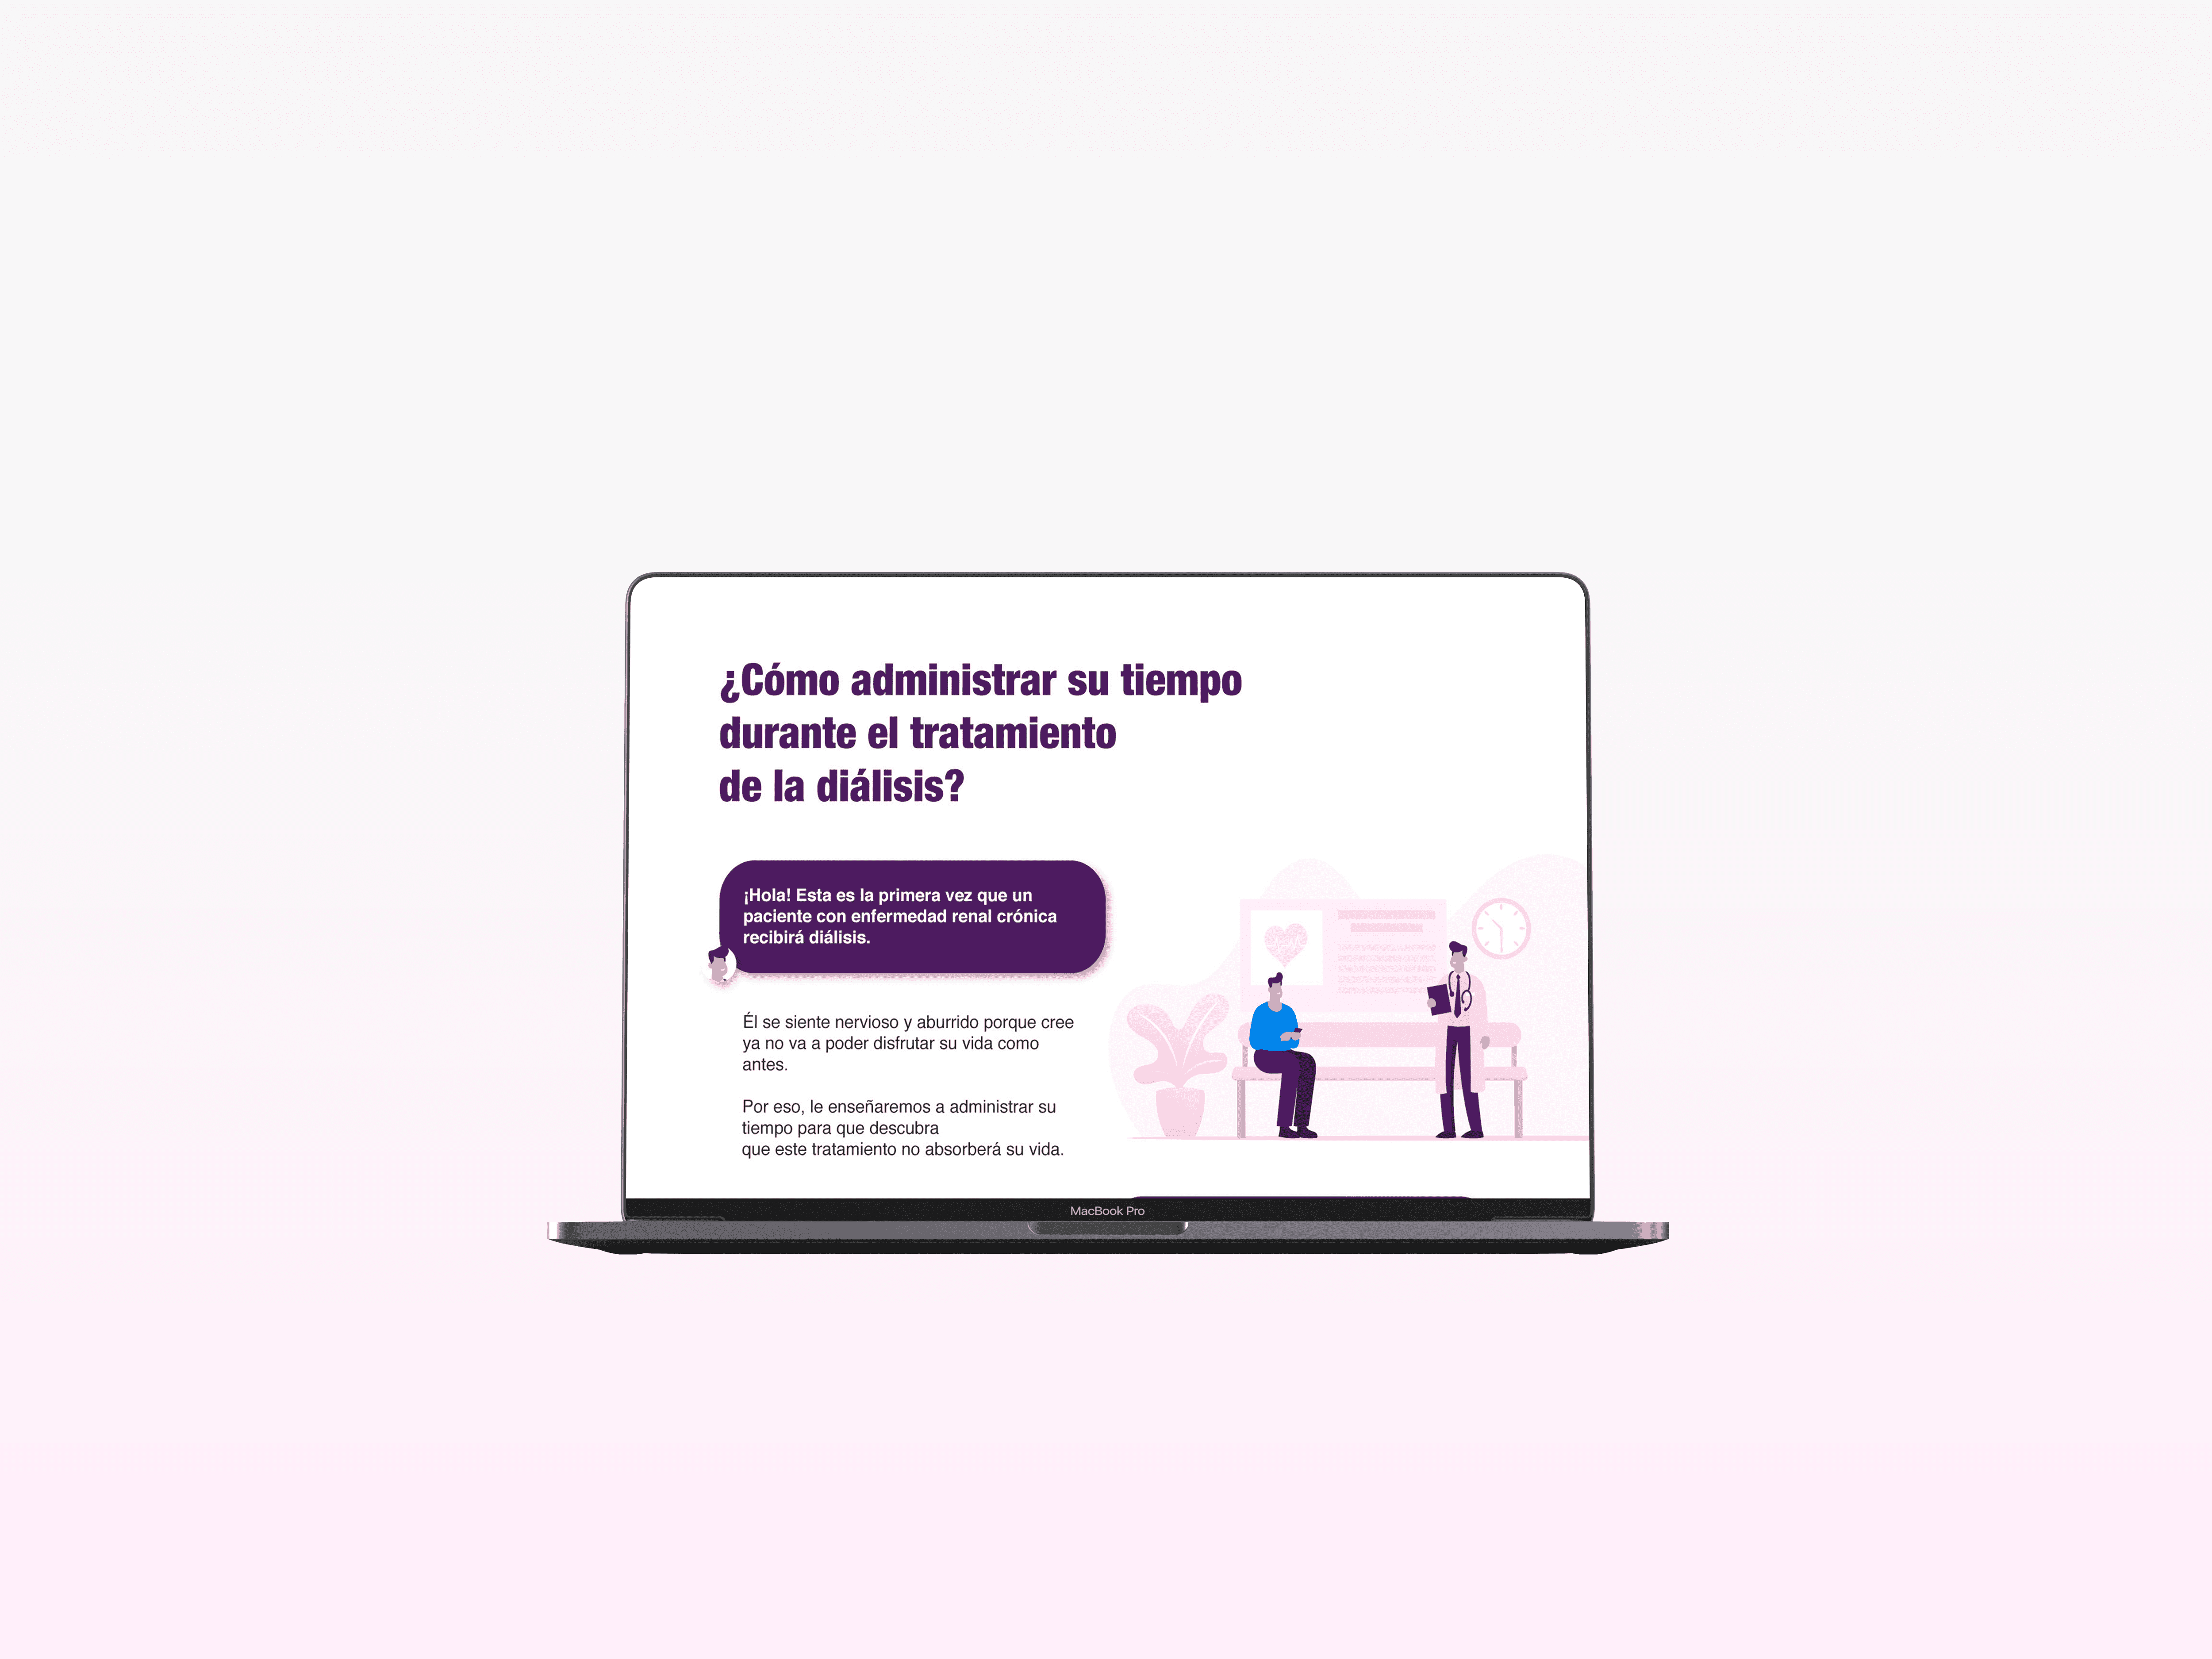 ¿Cómo administrar su tiempo
durante el tratamiento
de la diálisis?
¡Hola! Esta es la primera vez que un
paciente con enfermedad renal crónica
recibirá diálisis.
Él se siente nervioso y aburrido porque cree
ya no va a poder disfrutar su vida como
antes.
Por eso, le enseñaremos a administrar su
tiempo para que descubra
que este tratamiento no absorberá su vida.
MacBook Pro